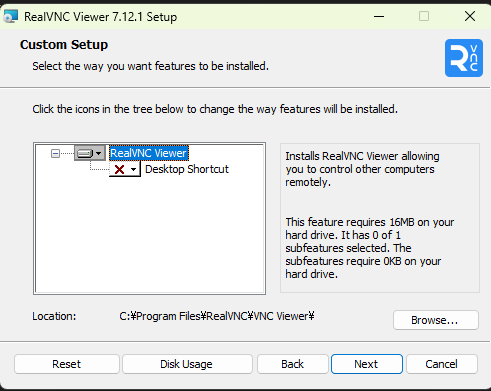 RealVNC Viewer 7.12.1 Setup
Custom Setup
Select the way you want features to be installed.
R VNC
Click the icons in the tree below to change the way features will be installed.
RealVNC Viewer
Desktop Shortcut
Installs RealVNC Viewer allowing
you to control other computers
remotely.
This feature requires 16MB on your
hard drive. It has 0 of 1
subfeatures selected. The
subfeatures require 0KB on your
hard drive.
Location: C:¥Program Files¥RealVNC¥VNC Viewer¥
Browse...
Reset Disk Usage Back Next Cancel